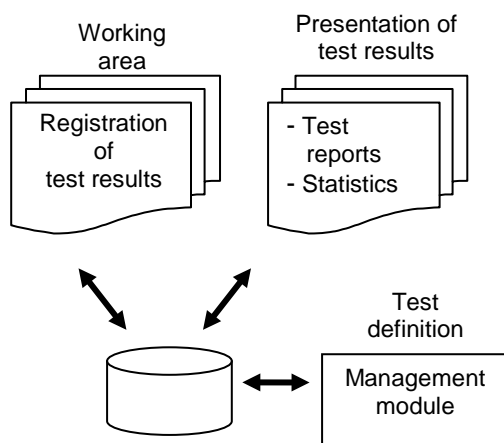 Working
area
Registration
of
test results
Presentation of
test results
- Test
reports
- Statistics
Test
definition
Management
module